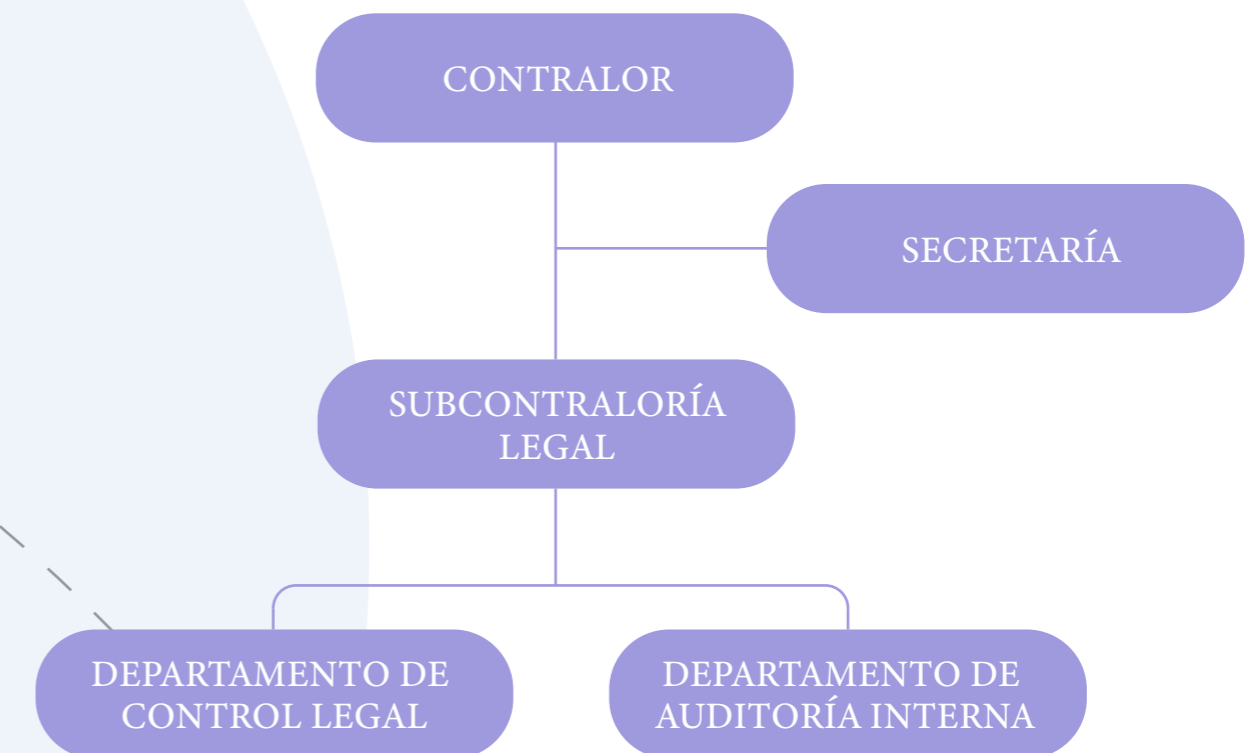 CONTRALOR
SECRETARÍA
SUBCONTRALORÍA
LEGAL
DEPARTAMENTO DE
CONTROL LEGAL
DEPARTAMENTO DE
AUDITORÍA INTERNA